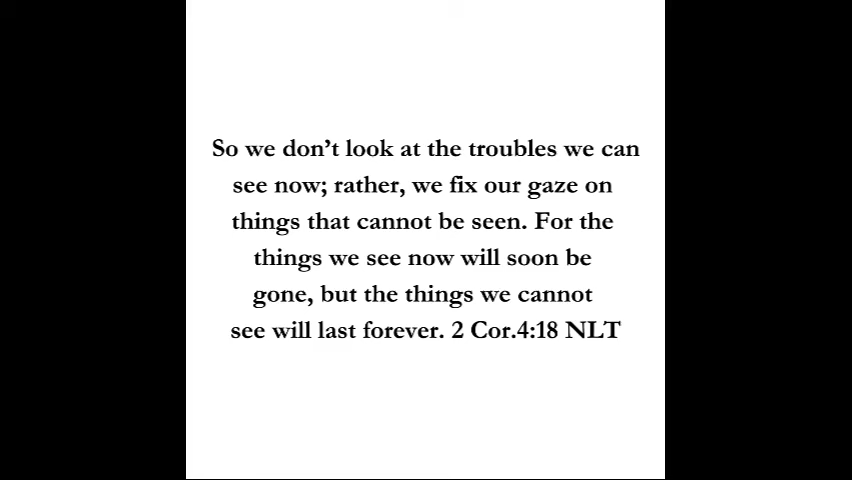 So we don’t look at the troubles we can
see now; rather, we fix our gaze on
things that cannot be seen. For the
things we see now will soon be
gone, but the things we cannot
see will last forever. 2 Cor.4:18 NLT